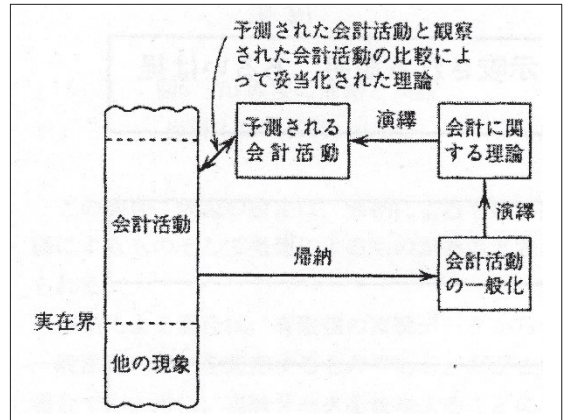 予測された会計活動と観察
された会計活動の比較によ
って妥当化された理論
予測される
会計活動
演繹
会計に関
する理論
演繹
会計活動
帰納
会計活動
の一般化
実在界
他の現象